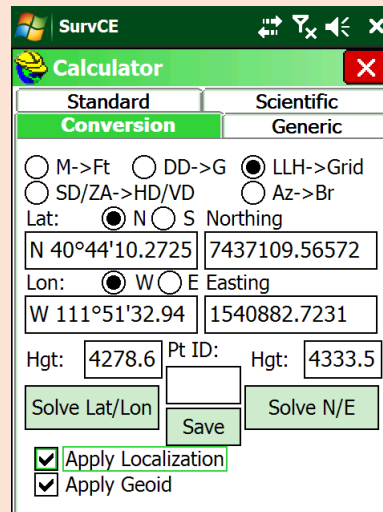 SurvCE
Calculator
Standard Scientific
Conversion Generic
M->Ft DD->G LLH->Grid
SD/ZA->HD/VD Az->Br
Lat: N S Northing
N 40°44'10.2725 7437109.56572
Lon: W E Easting
W 111°51'32.94 1540882.7231
Hgt: 4278.6 Pt ID: Hgt: 4333.5
Solve Lat/Lon Save Solve N/E
Apply Localization
Apply Geoid